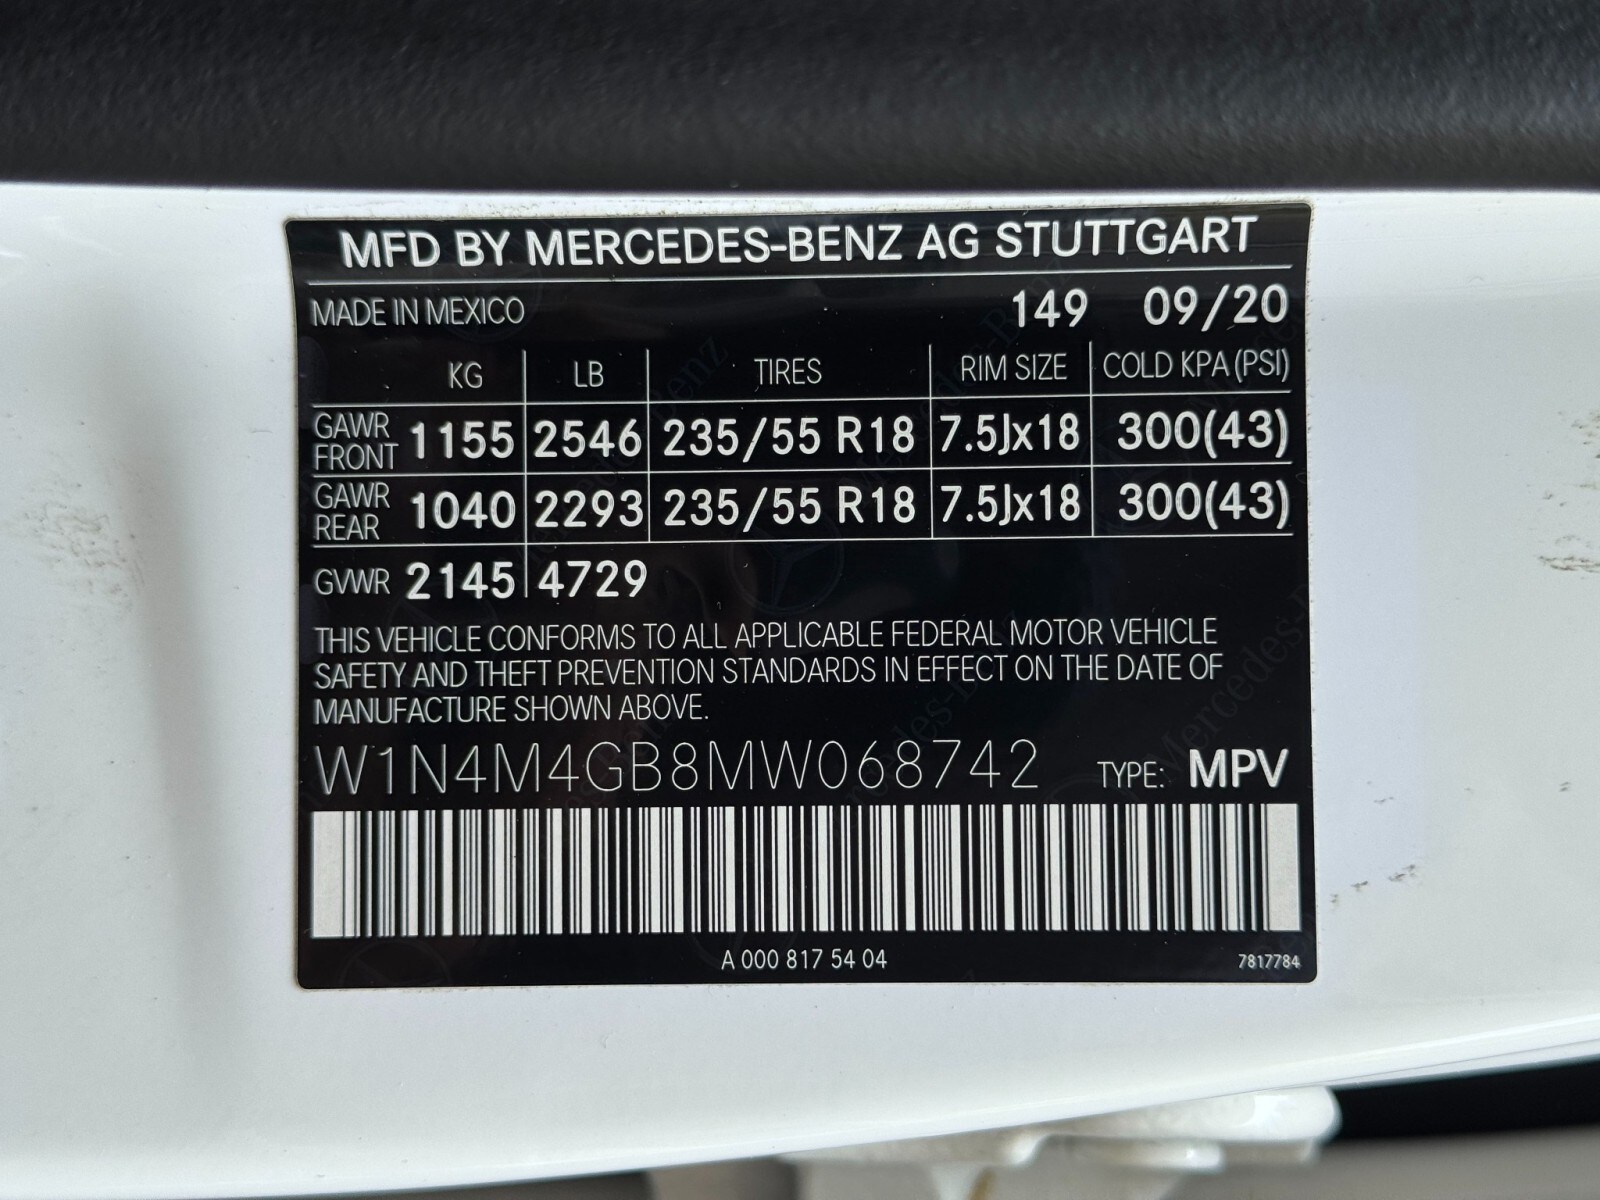 MFD BY MERCEDES-BENZ AG STUTTGART
MADE IN MEXICO 149 09/20
KG LB TIRES RIM SIZE COLD KPA (PSI)
GAWR FRONT 1155 2546 235/55 R18 7.5Jx18 300(43)
GAWR REAR 1040 2293 235/55 R18 7.5Jx18 300(43)
GVWR 2145 4729
THIS VEHICLE CONFORMS TO ALL APPLICABLE FEDERAL MOTOR VEHICLE
SAFETY AND THEFT PREVENTION STANDARDS IN EFFECT ON THE DATE OF
MANUFACTURE SHOWN ABOVE.
W1N4M4GB8MW068742 TYPE: MPV
A 000 817 54 04 7817784